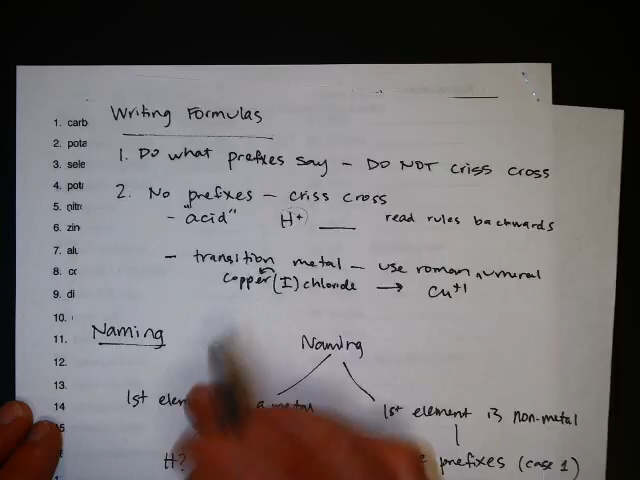 Writing Formulas
1. carb
1. Do what prefixes say - DO NOT criss cross
2. pota
3. sele
2. No prefixes - criss cross
4. pot
- "acid" H+ ____ read rules backwards
5. nitr
6. zin
7. alu
- transition metal - use roman numeral
8. co
copper (I) chloride → Cu+1
9. di
10.
Naming
11.
Naming
12.
13.
1st elem a metal
14
1st element is non-metal
H?
prefixes (case 1)